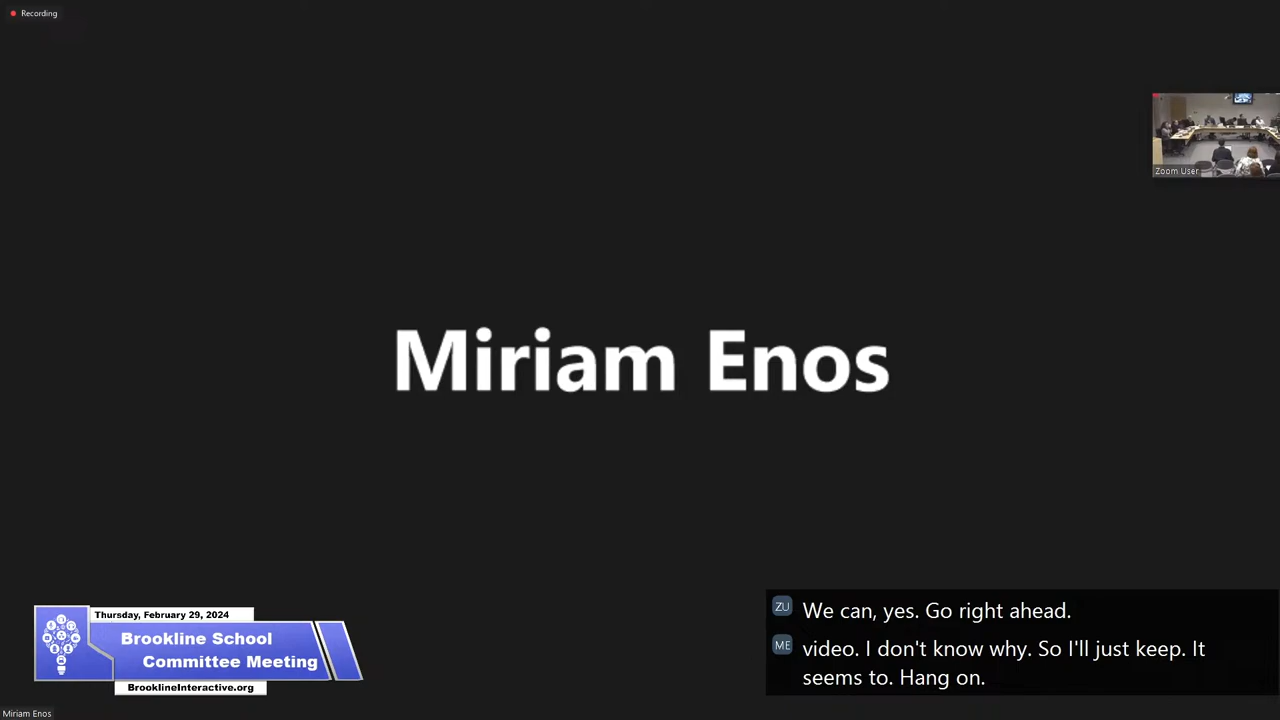 Recording
Zoom User
Miriam Enos
Thursday, February 29, 2024
Brookline School
Committee Meeting
BrooklineInteractive.org
ZU We can, yes. Go right ahead.
ME video. I don't know why. So I'll just keep. It
seems to. Hang on.
Miriam Enos